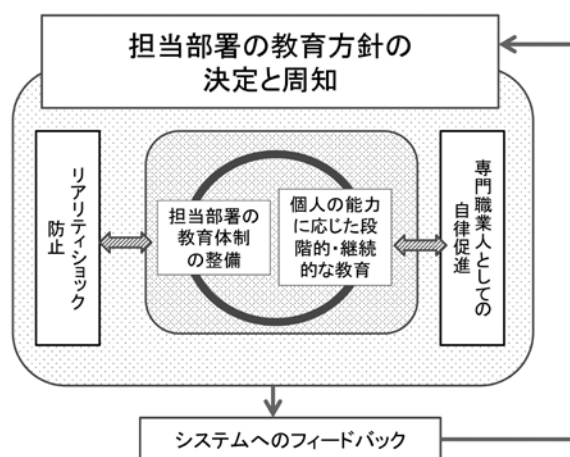 担当部署の教育方針の
決定と周知
リアリティショック
防止
担当部署の
教育体制
の整備
個人の能力
に応じた段
階的・継続
的な教育
専門職業人としての
自律促進
システムへのフィードバック